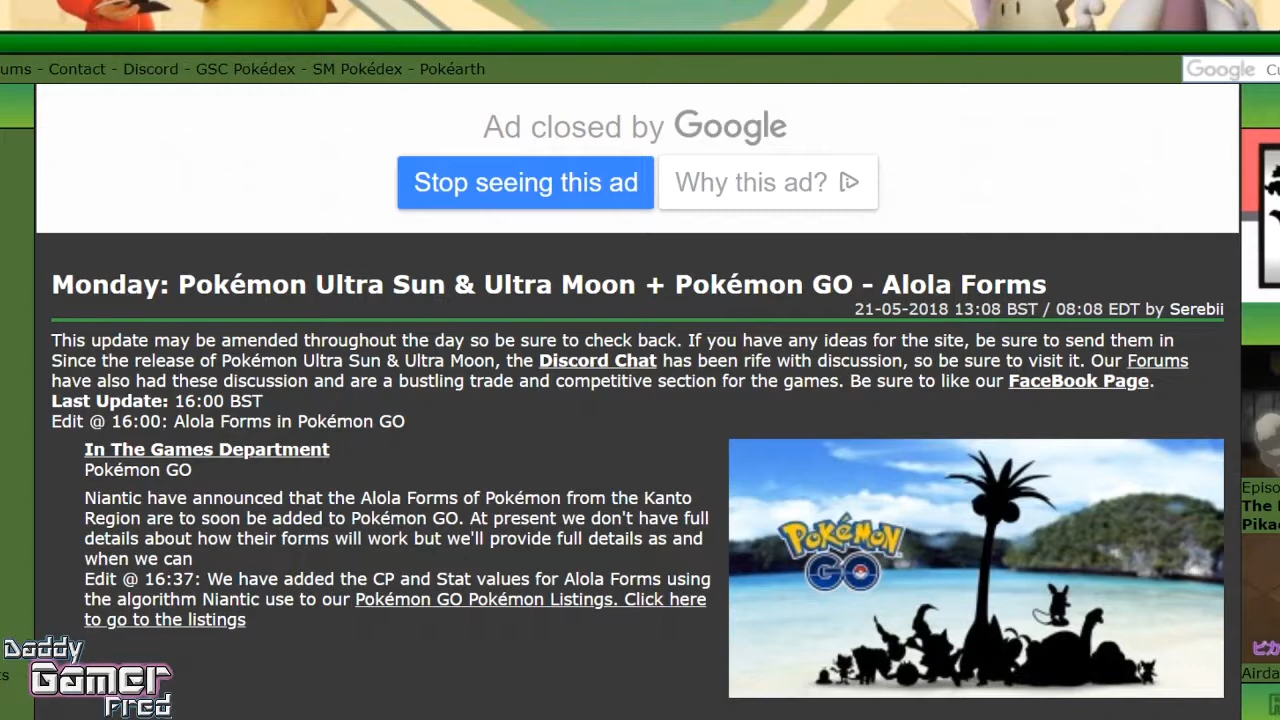 ums - Contact - Discord - GSC Pokédex - SM Pokédex - Pokéarth
Google
Ad closed by Google
Stop seeing this ad
Why this ad?
Monday: Pokémon Ultra Sun & Ultra Moon + Pokémon GO - Alola Forms
21-05-2018 13:08 BST / 08:08 EDT by Serebii
This update may be amended throughout the day so be sure to check back. If you have any ideas for the site, be sure to send them in
Since the release of Pokémon Ultra Sun & Ultra Moon, the Discord Chat has been rife with discussion, so be sure to visit it. Our Forums
have also had these discussion and are a bustling trade and competitive section for the games. Be sure to like our FaceBook Page.
Last Update: 16:00 BST
Edit @ 16:00: Alola Forms in Pokémon GO
In The Games Department
Pokémon GO
Niantic have announced that the Alola Forms of Pokémon from the Kanto
Region are to soon be added to Pokémon GO. At present we don't have full
details about how their forms will work but we'll provide full details as and
when we can
Edit @ 16:37: We have added the CP and Stat values for Alola Forms using
the algorithm Niantic use to our Pokémon GO Pokémon Listings. Click here
to go to the listings
POKÉMON
GO
Episo
The
Pika
ピカ
Airda
Daddy
Gamer
Fred